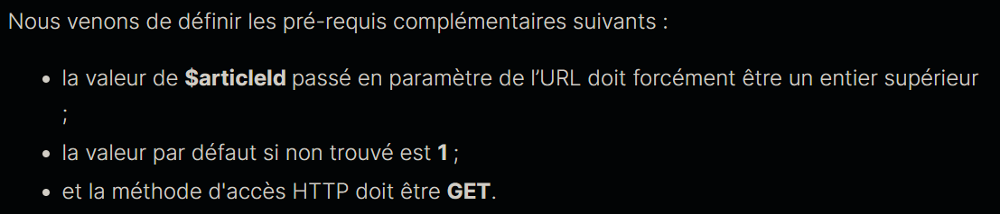 Nous venons de définir les pré-requis complémentaires suivants :
• la valeur de $articleId passé en paramètre de l’URL doit forcément être un entier supérieur
;
• la valeur par défaut si non trouvé est 1 ;
• et la méthode d'accès HTTP doit être GET.